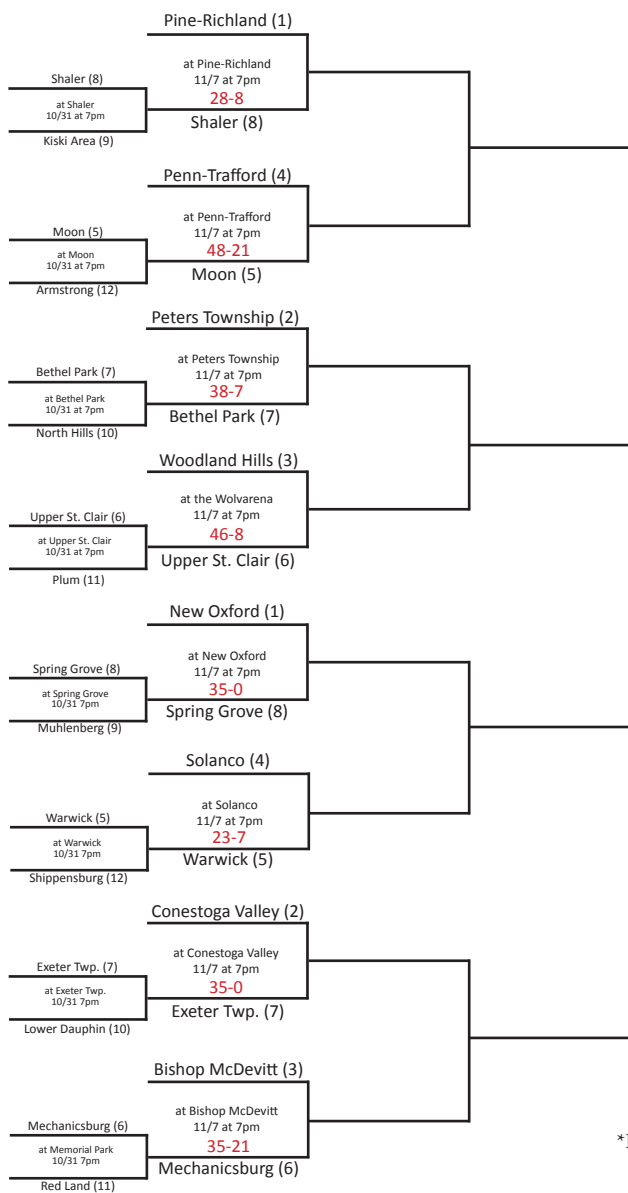 Pine-Richland (1)
at Pine-Richland
11/7 at 7pm
28-8
Shaler (8)
Shaler (8)
at Shaler
10/31 at 7pm
Kiski Area (9)
Penn-Trafford (4)
at Penn-Trafford
11/7 at 7pm
48-21
Moon (5)
Moon (5)
at Moon
10/31 at 7pm
Armstrong (12)
Peters Township (2)
at Peters Township
11/7 at 7pm
38-7
Bethel Park (7)
Bethel Park (7)
at Bethel Park
10/31 at 7pm
North Hills (10)
Woodland Hills (3)
at the Wolvarena
11/7 at 7pm
46-8
Upper St. Clair (6)
Upper St. Clair (6)
at Upper St. Clair
10/31 at 7pm
Plum (11)
New Oxford (1)
at New Oxford
11/7 at 7pm
35-0
Spring Grove (8)
Spring Grove (8)
at Spring Grove
10/31 7pm
Muhlenberg (9)
Solanco (4)
at Solanco
11/7 at 7pm
23-7
Warwick (5)
Warwick (5)
at Warwick
10/31 7pm
Shippensburg (12)
Conestoga Valley (2)
at Conestoga Valley
11/7 at 7pm
35-0
Exeter Twp. (7)
Exeter Twp. (7)
at Exeter Twp.
10/31 7pm
Lower Dauphin (10)
Bishop McDevitt (3)
at Bishop McDevitt
11/7 at 7pm
35-21
Mechanicsburg (6)
Mechanicsburg (6)
at Memorial Park
10/31 7pm
Red Land (11)